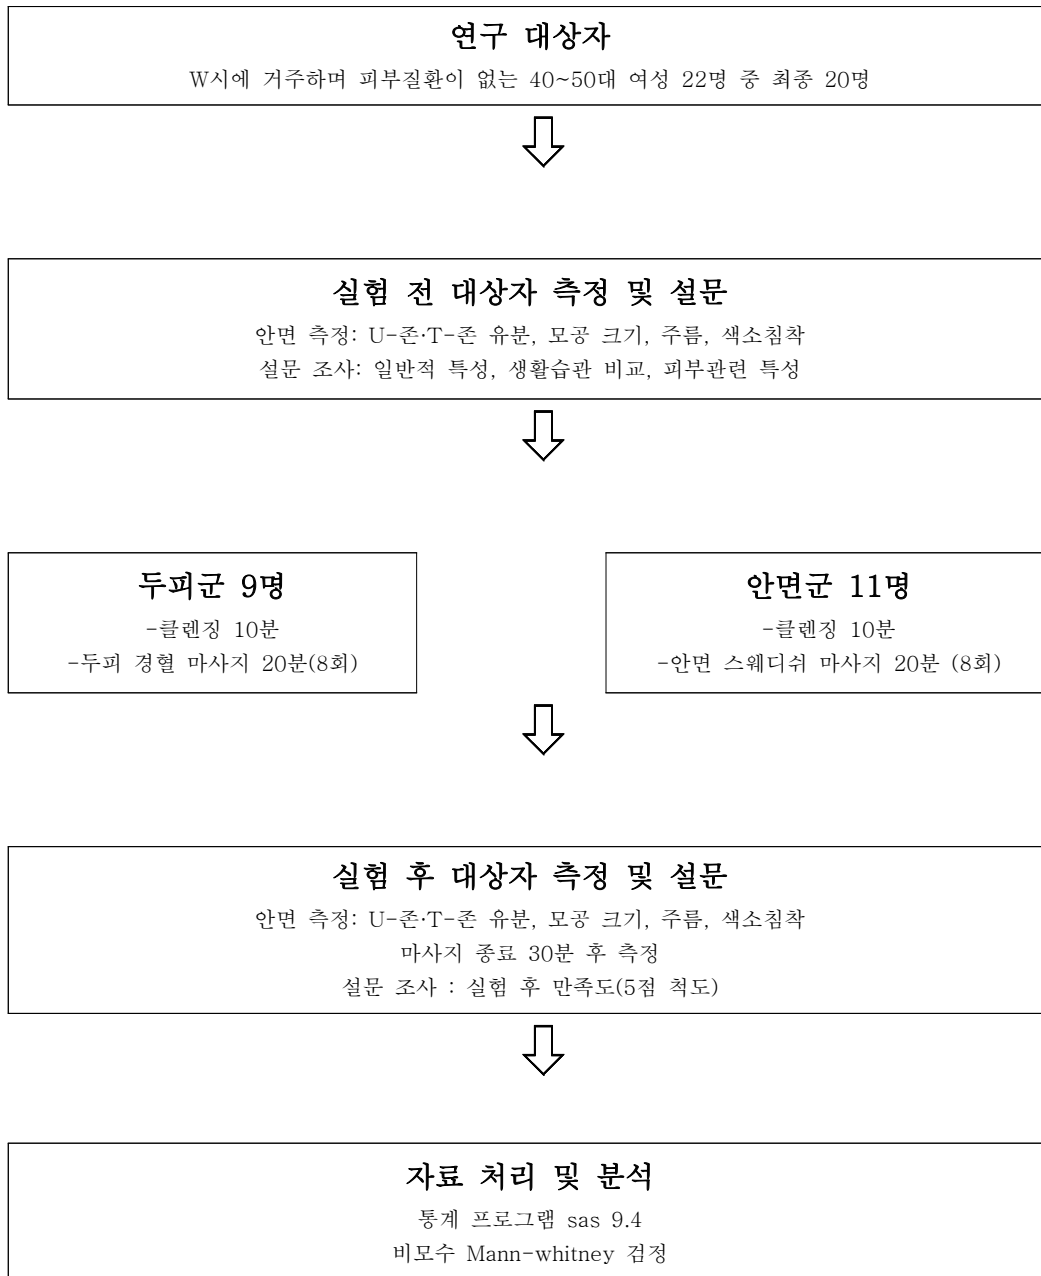 연구 대상자
W시에 거주하며 피부질환이 없는 40~50대 여성 22명 중 최종 20명
실험 전 대상자 측정 및 설문
안면 측정: U-존·T-존 유분, 모공 크기, 주름, 색소침착
설문 조사: 일반적 특성, 생활습관 비교, 피부관련 특성
두피군 9명
-클렌징 10분
-두피 경혈 마사지 20분(8회)
안면군 11명
-클렌징 10분
-안면 스웨디쉬 마사지 20분 (8회)
실험 후 대상자 측정 및 설문
안면 측정: U-존·T-존 유분, 모공 크기, 주름, 색소침착
마사지 종료 30분 후 측정
설문 조사 : 실험 후 만족도(5점 척도)
자료 처리 및 분석
통계 프로그램 sas 9.4
비모수 Mann-whitney 검정